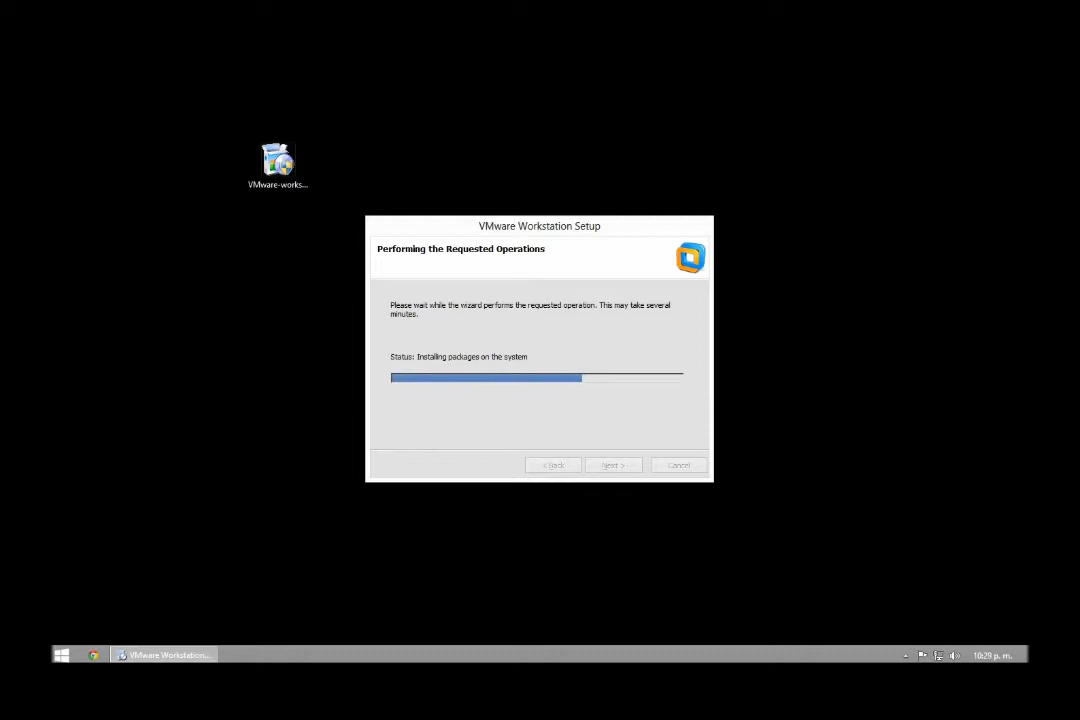 VMware-works...
VMware Workstation Setup
Performing the Requested Operations
Please wait while the wizard performs the requested operation. This may take several
minutes.
Status: Installing packages on the system
< Back
Next >
Cancel
VMware Workstation...
10:29 p. m.